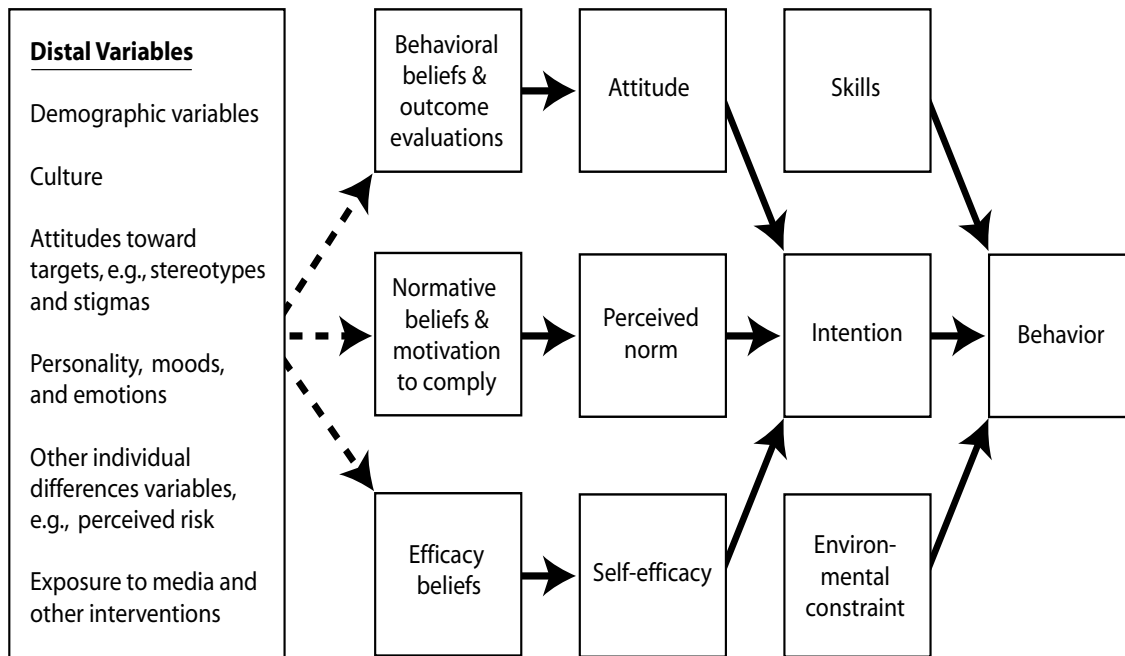 Distal Variables
Demographic variables
Culture
Attitudes toward
targets, e.g., stereotypes
and stigmas
Personality, moods,
and emotions
Other individual
differences variables,
e.g., perceived risk
Exposure to media and
other interventions
Behavioral
beliefs &
outcome
evaluations
Attitude
Skills
Normative
beliefs &
motivation
to comply
Perceived
norm
Intention
Behavior
Efficacy
beliefs
Self-efficacy
Environ-
mental
constraint